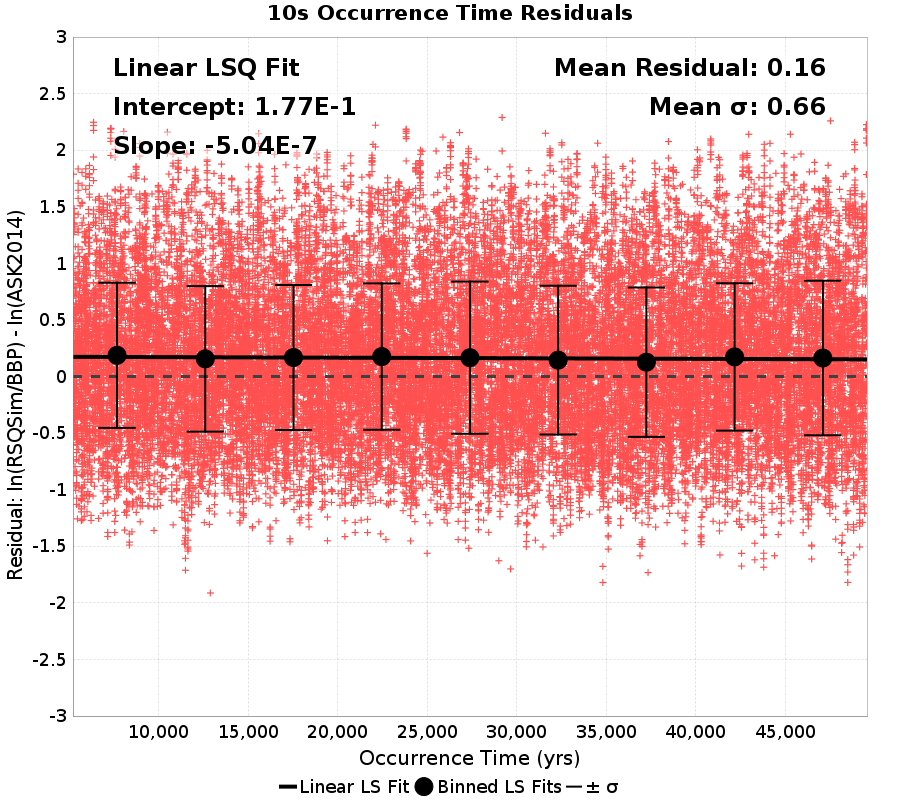 10s Occurrence Time Residuals
Linear LSQ Fit
Intercept: 1.77E-1
Slope: -5.04E-7
Mean Residual: 0.16
Mean σ: 0.66
Residual: ln(RSQSim/BBP) - ln(ASK2014)
3
2.5
2
1.5
1
0.5
0
-0.5
-1
-1.5
-2
-2.5
-3
10,000 15,000 20,000 25,000 30,000 35,000 40,000 45,000
Occurrence Time (yrs)
Linear LS Fit Binned LS Fits ± σ